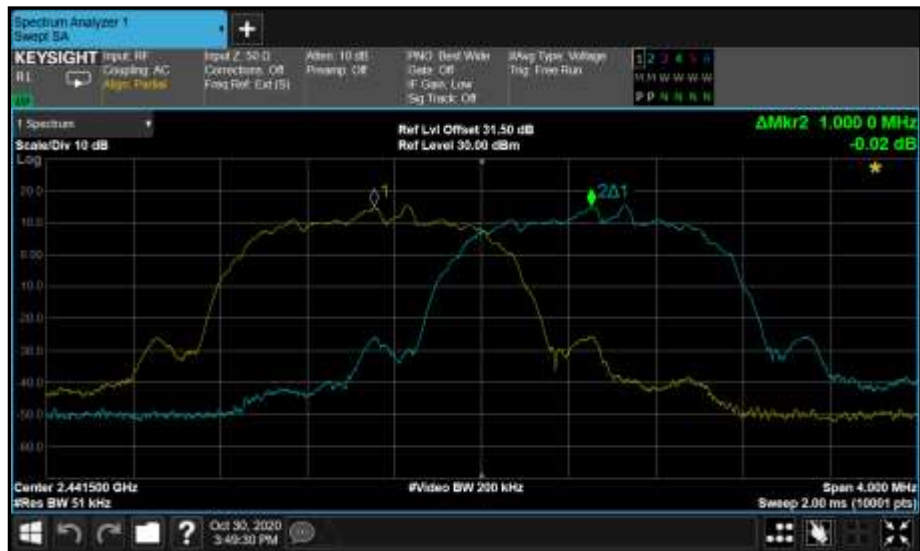 Spectrum Analyzer 1
Swept SA
+
KEYSIGHT
R L
Input: RF
Coupling: AC
Align: Partial
Input Z: 50 Ω
Corrections: Off
Freq Ref: Ext (S)
Atten: 10 dB
Preamp: Off
PNO: Best Wide
Gate: Off
IF Gain: Low
Sig Track: Off
#Avg Type: Voltage
Trig: Free Run
1 2 3 4 5 6
M M W W W W
P P N N N N
1 Spectrum
Scale/Div 10 dB
Ref Lvl Offset 31.50 dB
Ref Level 30.00 dBm
ΔMkr2 1.000 0 MHz
-0.02 dB
Log
20.0
10.0
0.00
-10.0
-20.0
-30.0
-40.0
-50.0
-60.0
1
2Δ1
Center 2.441500 GHz
#Res BW 51 kHz
#Video BW 200 kHz
Span 4.000 MHz
Sweep 2.00 ms (10001 pts)
?
Oct 30, 2020
3:49:30 PM